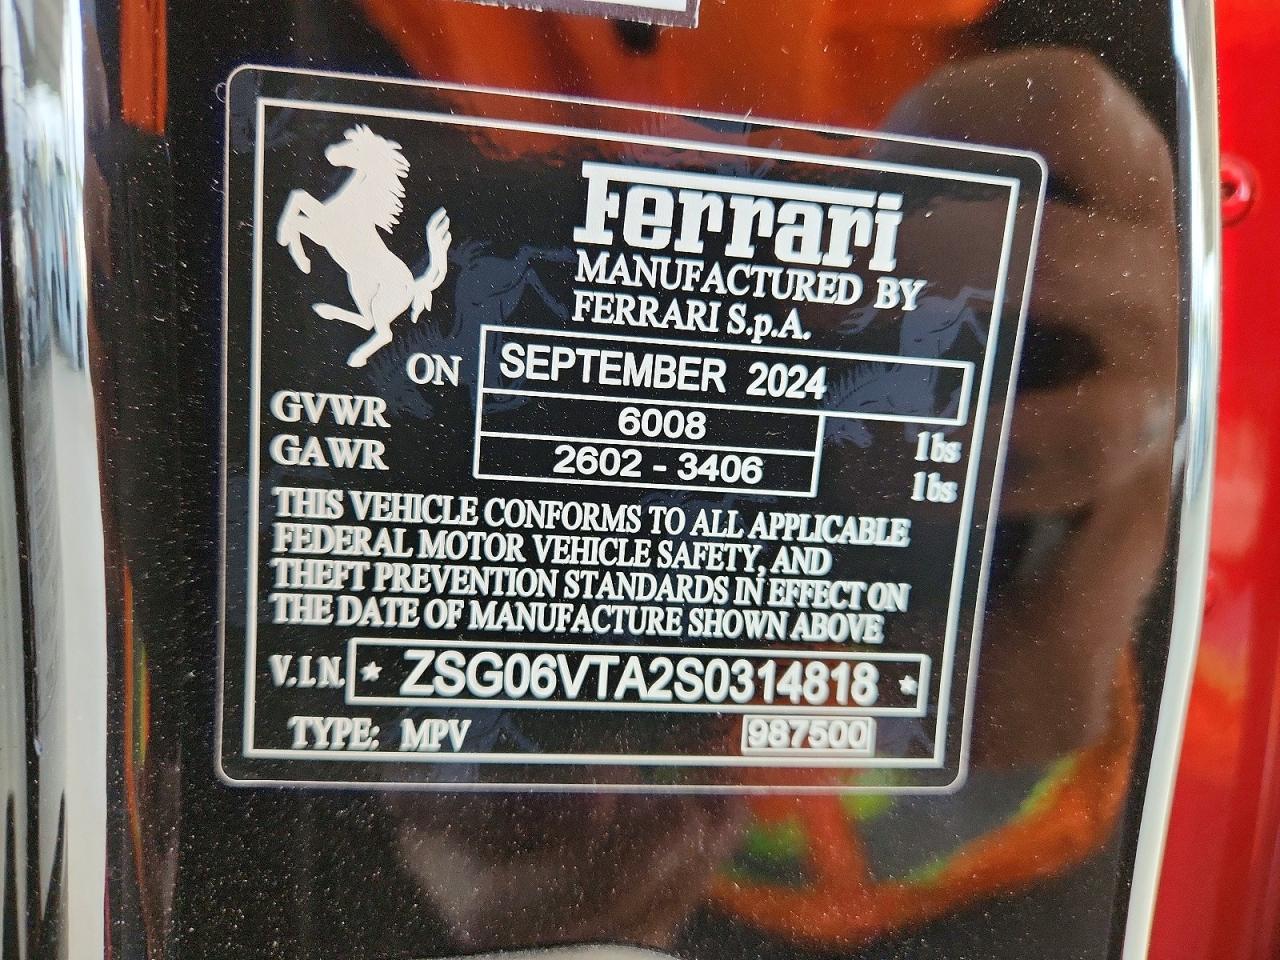 Ferrari
MANUFACTURED BY
FERRARI S.p.A.
ON SEPTEMBER 2024
GVWR 6008 lbs
GAWR 2602 - 3406 lbs
THIS VEHICLE CONFORMS TO ALL APPLICABLE
FEDERAL MOTOR VEHICLE SAFETY, AND
THEFT PREVENTION STANDARDS IN EFFECT ON
THE DATE OF MANUFACTURE SHOWN ABOVE
V.I.N. * ZSG06VTA2S0314818 *
TYPE: MPV 987500